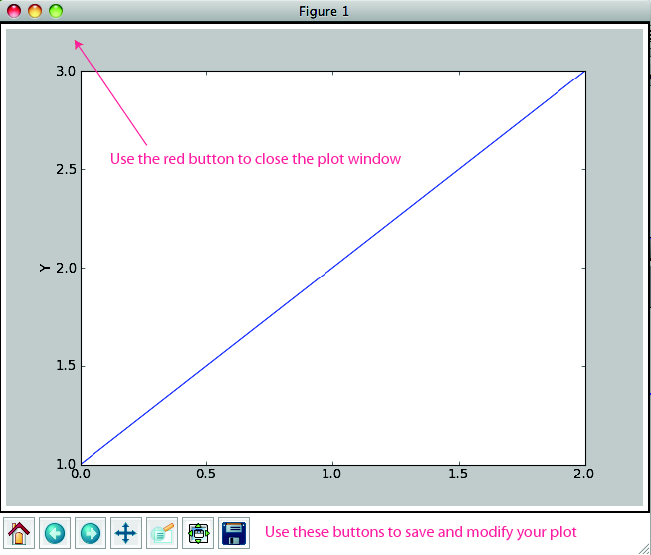 Figure 1
3.0
Use the red button to close the plot window
2.5
Y
2.0
1.5
1.0
0.0 0.5 1.0 1.5 2.0
Use these buttons to save and modify your plot